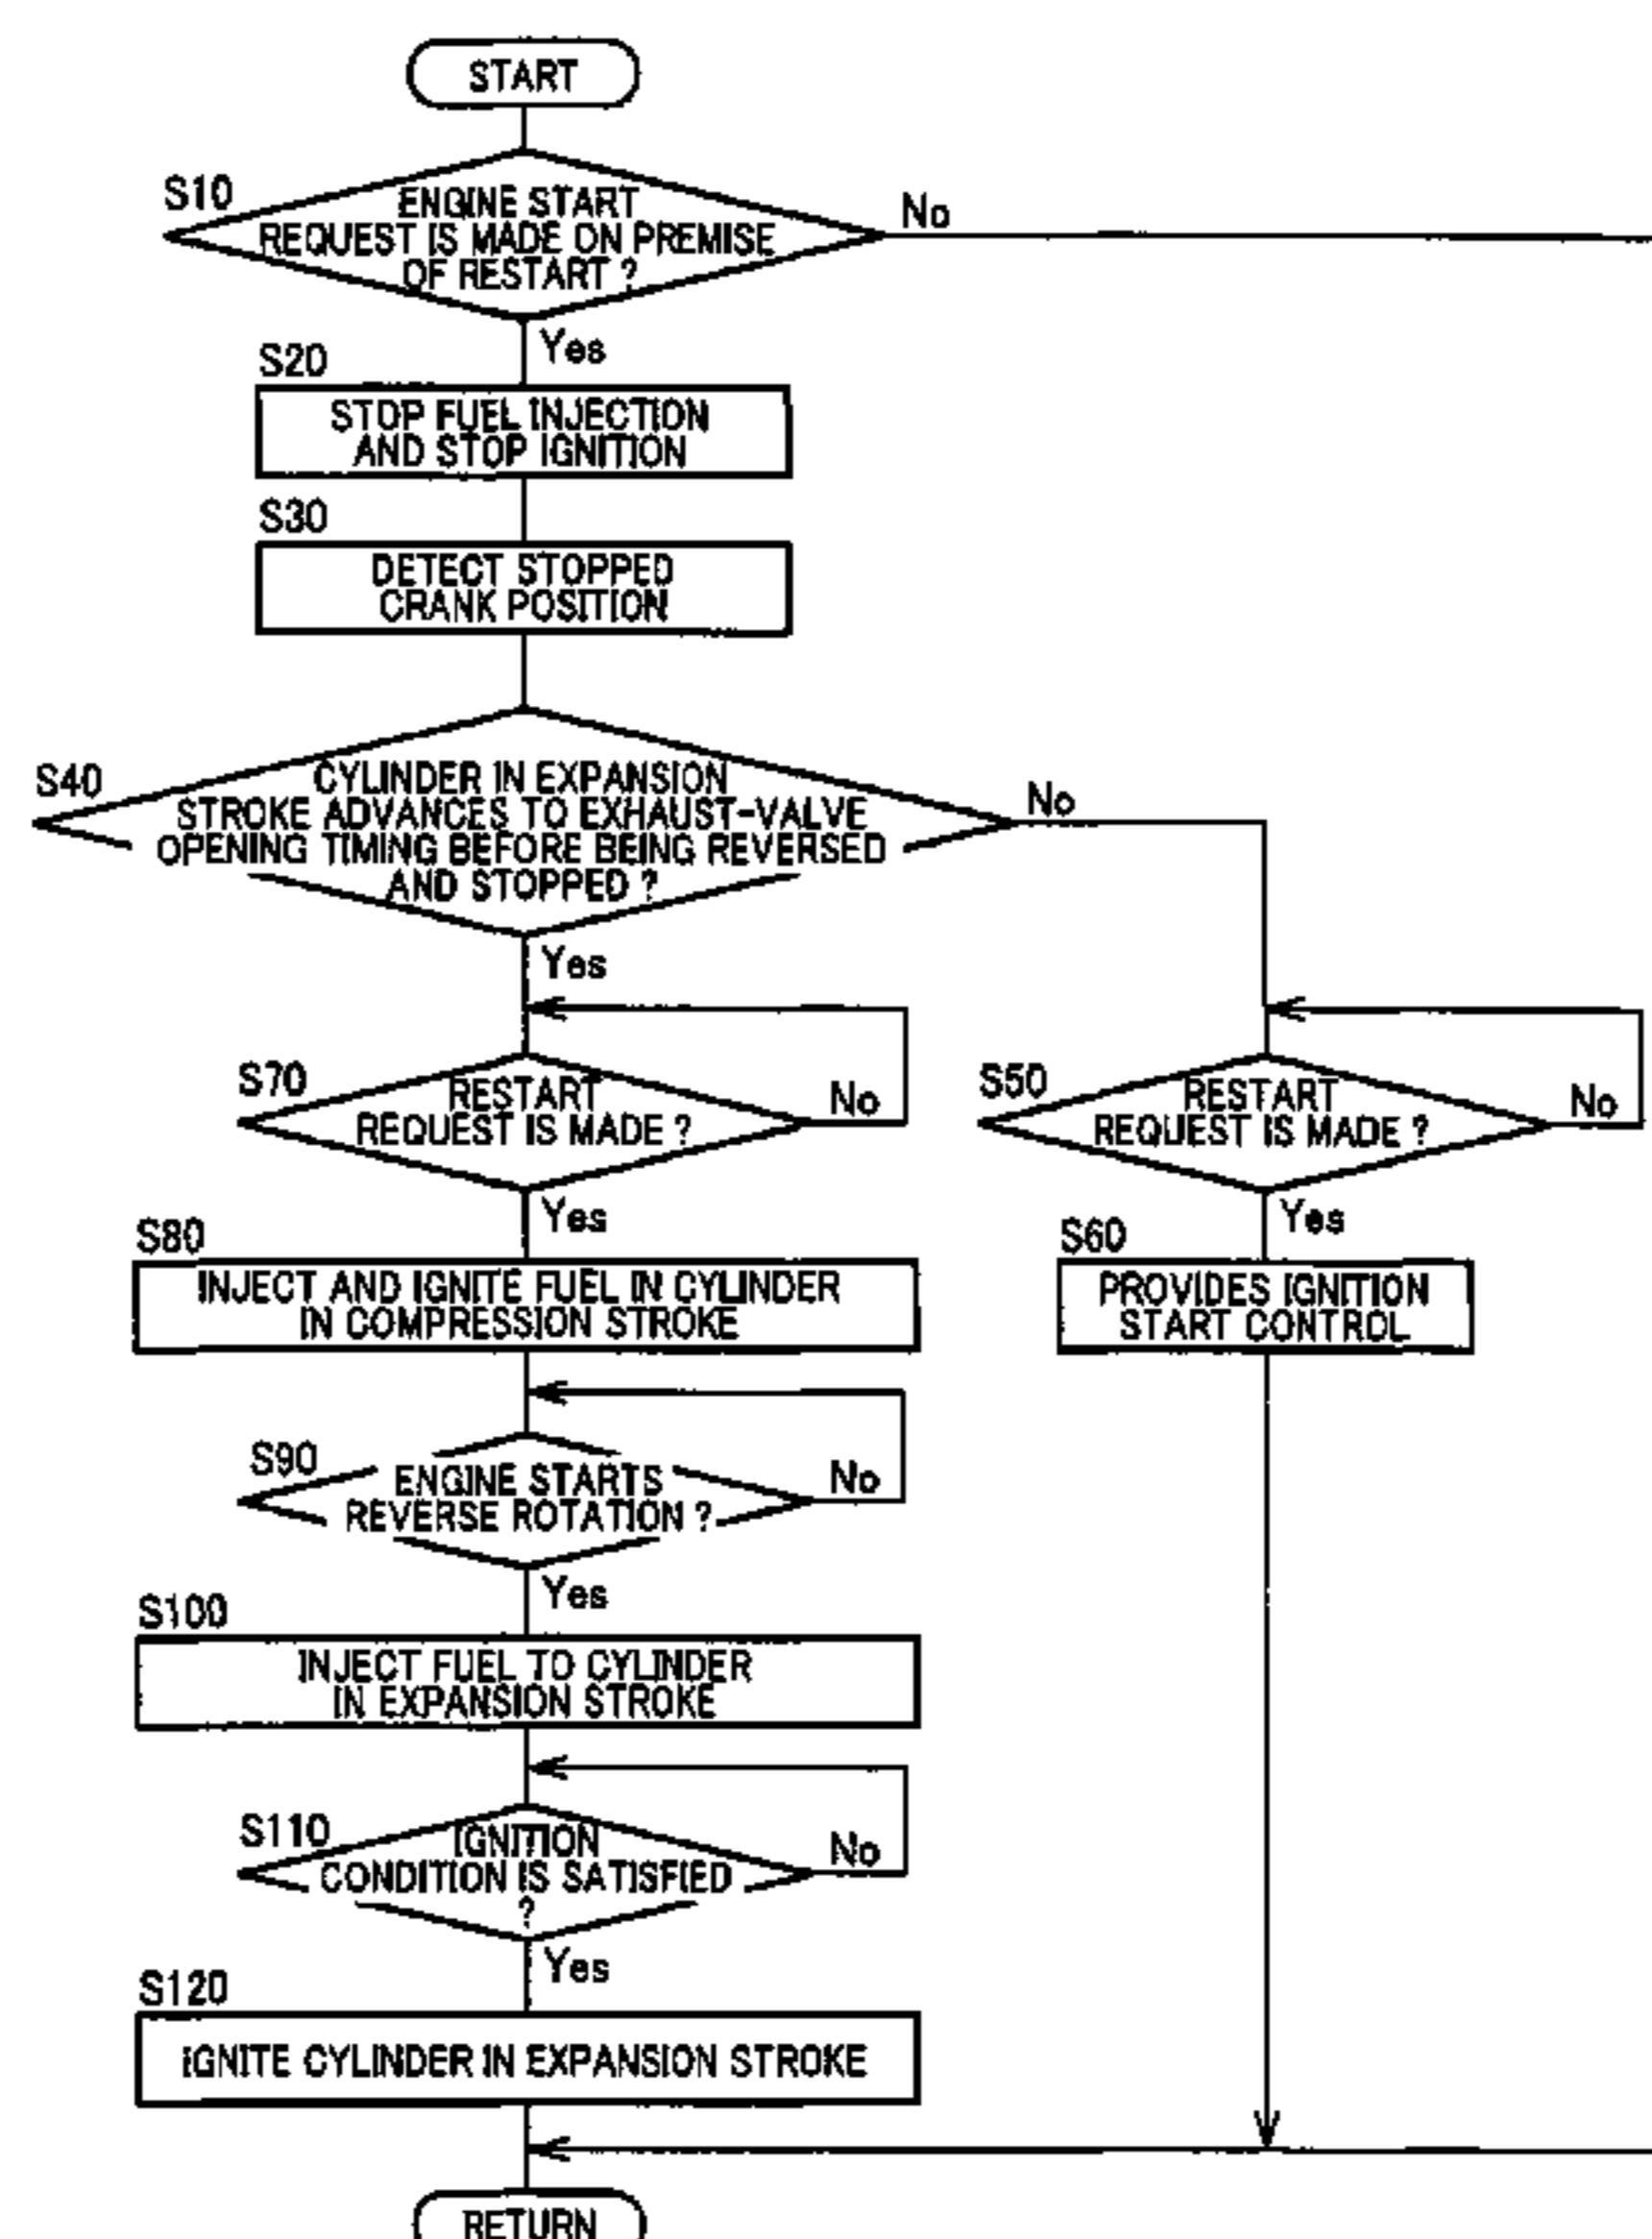 START
S10
ENGINE START
REQUEST IS MADE ON PREMISE
OF RESTART ?
No
Yes
S20
STOP FUEL INJECTION
AND STOP IGNITION
S30
DETECT STOPPED
CRANK POSITION
S40
CYLINDER IN EXPANSION
STROKE ADVANCES TO EXHAUST-VALVE
OPENING TIMING BEFORE BEING REVERSED
AND STOPPED ?
No
Yes
S70
RESTART
REQUEST IS MADE ?
No
Yes
S50
RESTART
REQUEST IS MADE ?
No
Yes
S80
INJECT AND IGNITE FUEL IN CYLINDER
IN COMPRESSION STROKE
S60
PROVIDES IGNITION
START CONTROL
S90
ENGINE STARTS
REVERSE ROTATION ?
No
Yes
S100
INJECT FUEL TO CYLINDER
IN EXPANSION STROKE
S110
IGNITION
CONDITION IS SATISFIED
?
No
Yes
S120
IGNITE CYLINDER IN EXPANSION STROKE
RETURN